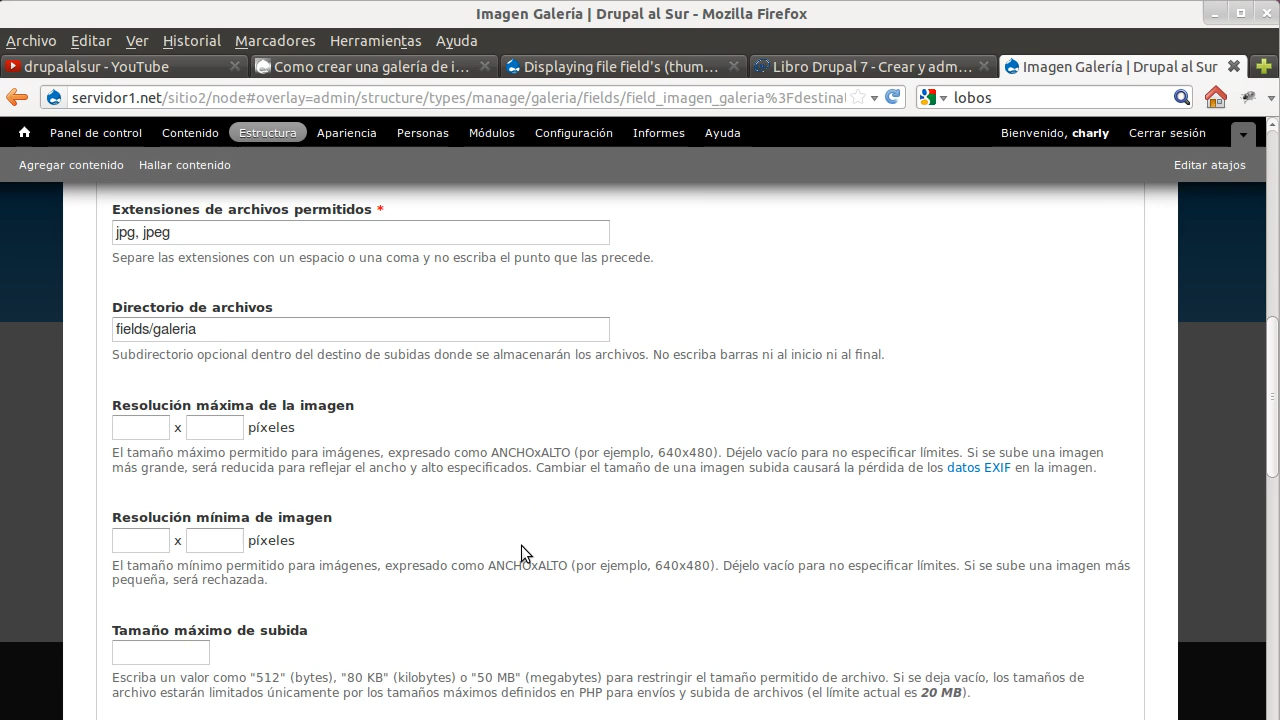 Imagen Galería | Drupal al Sur - Mozilla Firefox
Archivo Editar Ver Historial Marcadores Herramientas Ayuda
drupalalsur - YouTube
Como crear una galería de i...
Displaying file field's (thum...
Libro Drupal 7 - Crear y adm...
Imagen Galería | Drupal al Sur
servidor1.net/sitio2/node#overlay=admin/structure/types/manage/galeria/fields/field_imagen_galeria%3Fdestina
lobos
Panel de control Contenido Estructura Apariencia Personas Módulos Configuración Informes Ayuda Bienvenido, charly Cerrar sesión
Agregar contenido Hallar contenido Editar atajos
Extensiones de archivos permitidos *
jpg, jpeg
Separe las extensiones con un espacio o una coma y no escriba el punto que las precede.
Directorio de archivos
fields/galeria
Subdirectorio opcional dentro del destino de subidas donde se almacenarán los archivos. No escriba barras ni al inicio ni al final.
Resolución máxima de la imagen
x píxeles
El tamaño máximo permitido para imágenes, expresado como ANCHOxALTO (por ejemplo, 640x480). Déjelo vacío para no especificar límites. Si se sube una imagen
más grande, será reducida para reflejar el ancho y alto especificados. Cambiar el tamaño de una imagen subida causará la pérdida de los datos EXIF en la imagen.
Resolución mínima de imagen
x píxeles
El tamaño mínimo permitido para imágenes, expresado como ANCHOxALTO (por ejemplo, 640x480). Déjelo vacío para no especificar límites. Si se sube una imagen más
pequeña, será rechazada.
Tamaño máximo de subida
Escriba un valor como "512" (bytes), "80 KB" (kilobytes) o "50 MB" (megabytes) para restringir el tamaño permitido de archivo. Si se deja vacío, los tamaños de
archivo estarán limitados únicamente por los tamaños máximos definidos en PHP para envíos y subida de archivos (el límite actual es 20 MB).